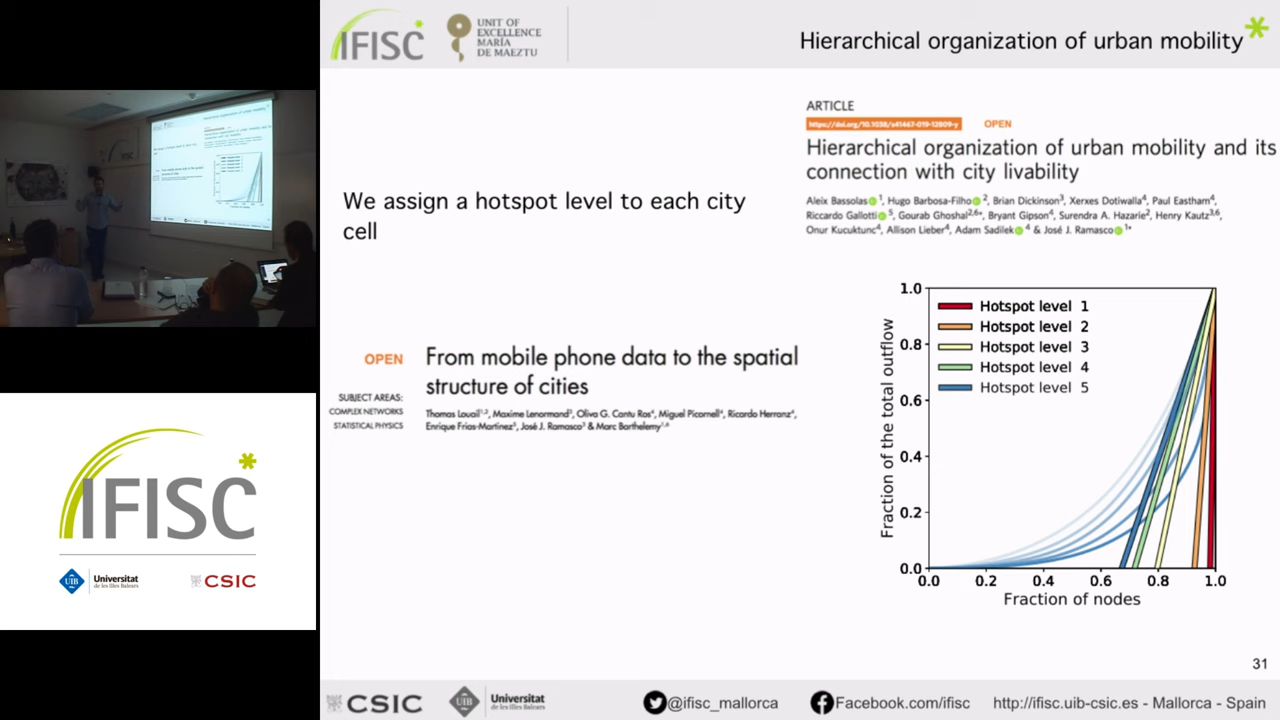 IFISC
UNIT OF
EXCELLENCE
MARÍA
DE MAEZTU
Hierarchical organization of urban mobility
ARTICLE
https://doi.org/10.1038/s41467-019-12809-y
OPEN
Hierarchical organization of urban mobility and its
connection with city livability
Aleix Bassolas 1, Hugo Barbosa-Filho 2, Brian Dickinson3, Xerxes Dotiwalla4, Paul Eastham4,
Riccardo Gallotti 5, Gourab Ghoshal2,6*, Bryant Gipson4, Surendra A. Hazarie2, Henry Kautz3,6,
Onur Kucuktunc4, Allison Lieber4, Adam Sadilek 4 & José J. Ramasco 1*
We assign a hotspot level to each city
cell
OPEN
From mobile phone data to the spatial
structure of cities
SUBJECT AREAS:
COMPLEX NETWORKS
STATISTICAL PHYSICS
Thomas Louail1,2, Maxime Lenormand3, Oliva G. Cantu Ros4, Miguel Picornell4, Ricardo Herranz4,
Enrique Frias-Martinez5, José J. Ramasco3 & Marc Barthelemy1,6
Hotspot level 1
Hotspot level 2
Hotspot level 3
Hotspot level 4
Hotspot level 5
Fraction of the total outflow
1.0
0.8
0.6
0.4
0.2
0.0
0.0 0.2 0.4 0.6 0.8 1.0
Fraction of nodes
31
IFISC
UIB
Universitat
de les Illes Balears
CSIC
CSIC
Universitat
de les Illes Balears
@ifisc_mallorca
Facebook.com/ifisc
http://ifisc.uib-csic.es - Mallorca - Spain